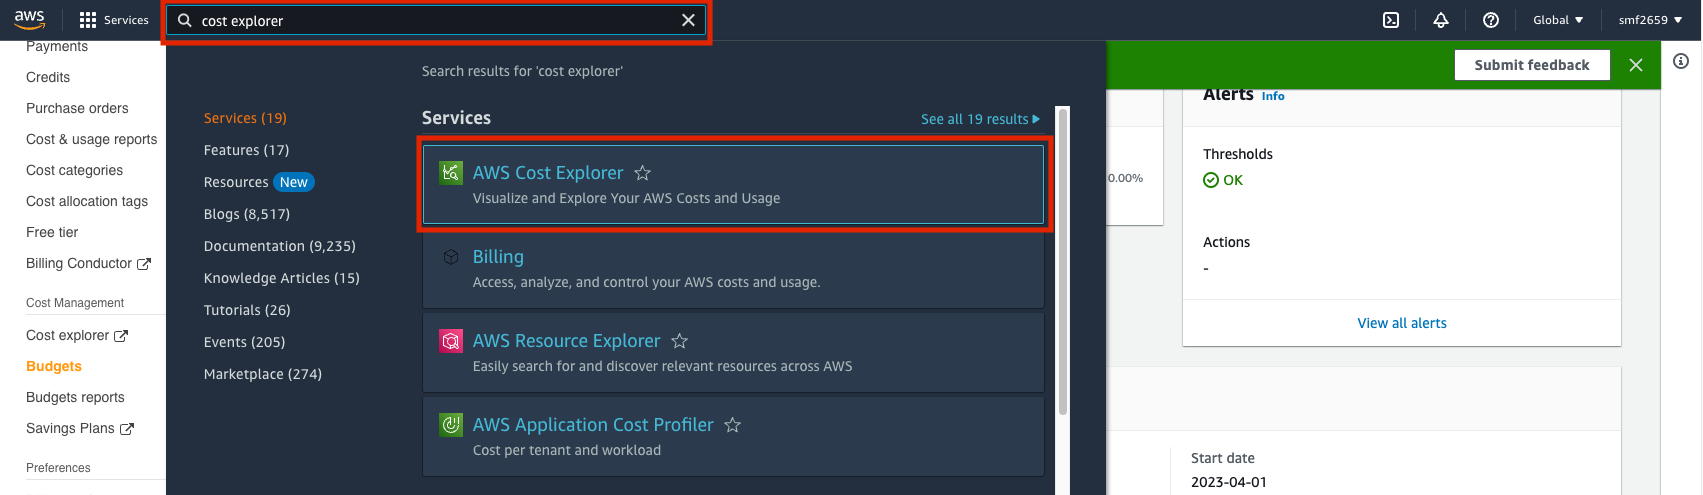 aws
Services
cost explorer
Global
smf2659
Payments
Credits
Purchase orders
Cost & usage reports
Cost categories
Cost allocation tags
Free tier
Billing Conductor
Cost Management
Cost explorer
Budgets
Budgets reports
Savings Plans
Preferences
Search results for 'cost explorer'
Services (19)
Features (17)
Resources New
Blogs (8,517)
Documentation (9,235)
Knowledge Articles (15)
Tutorials (26)
Events (205)
Marketplace (274)
Services
See all 19 results
AWS Cost Explorer
Visualize and Explore Your AWS Costs and Usage
Billing
Access, analyze, and control your AWS costs and usage.
AWS Resource Explorer
Easily search for and discover relevant resources across AWS
AWS Application Cost Profiler
Cost per tenant and workload
Submit feedback
0.00%
Alerts Info
Thresholds
OK
Actions
-
View all alerts
Start date
2023-04-01